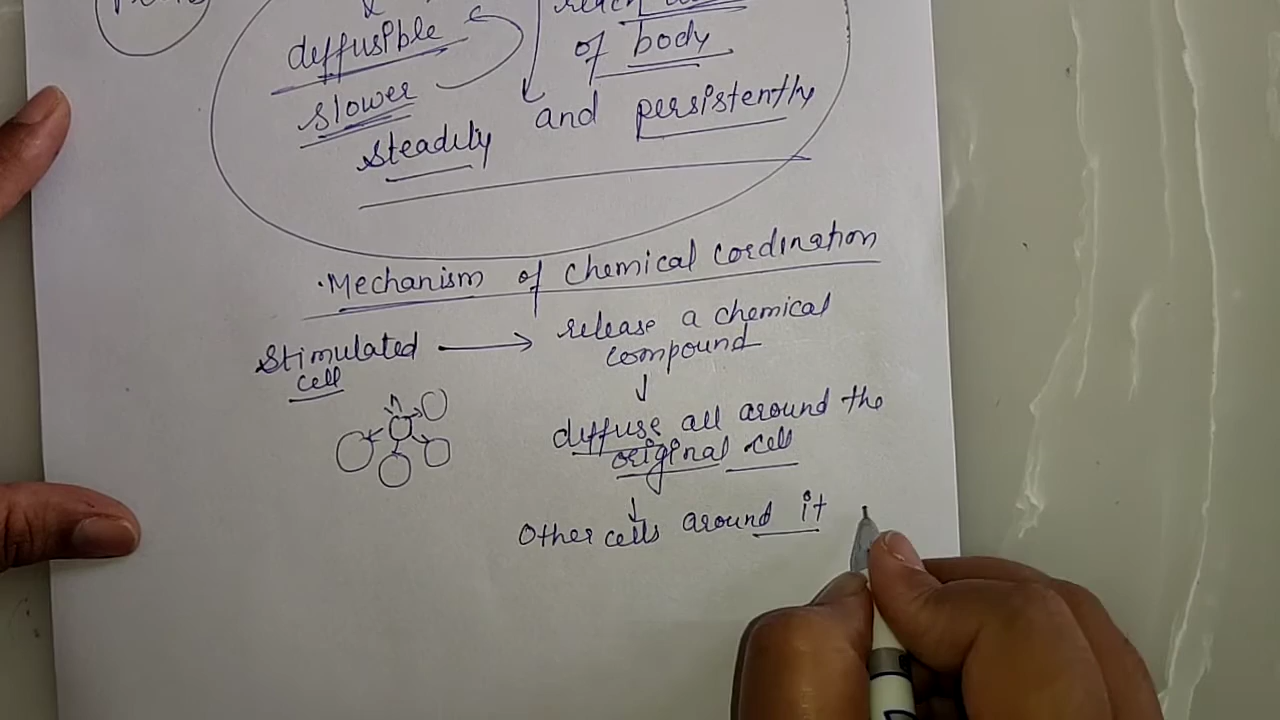 reach
diffusible
of body
slower
and persistently
steadily
.Mechanism of chemical cordination
Stimulated → release a chemical
cell
compound
↓
diffuse all around the
original cell
↓
Other cells around it